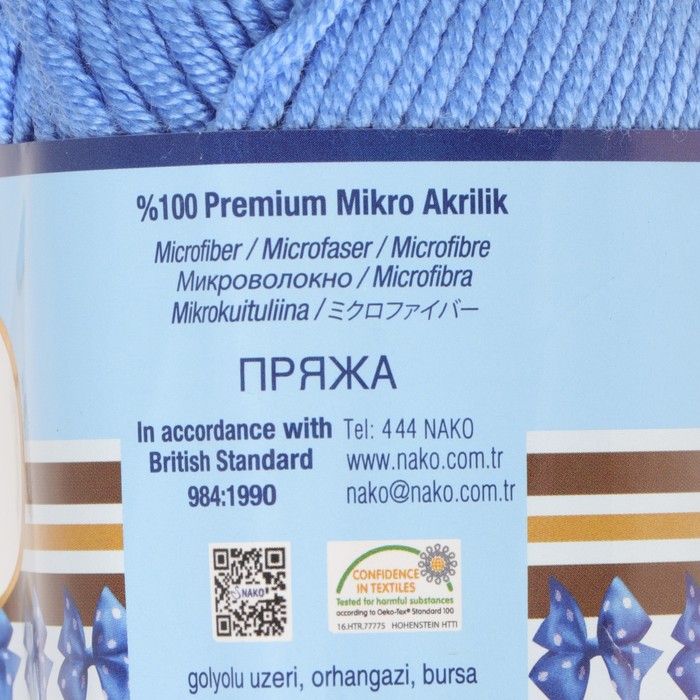 %100 Premium Mikro Akrilik
Microfiber / Microfaser / Microfibre
Микроволокно / Microfibra
Mikrokuituliina / ミクロファイバー
ПРЯЖА
In accordance with
British Standard
984:1990
Tel: 444 NAKO
www.nako.com.tr
nako@nako.com.tr
NAKO
CONFIDENCE
IN TEXTILES
Tested for harmful substances
according to Oeko-Tex® Standard 100
16.HTR.77775 HOHENSTEIN HTTI
golyolu uzeri, orhangazi, bursa